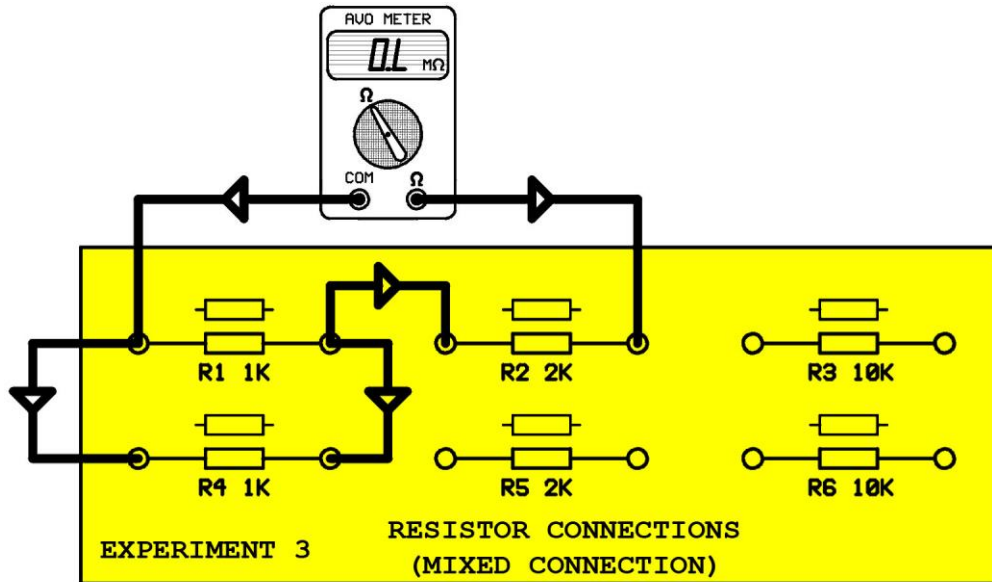 AVO METER
0.L MΩ
Ω
COM Ω
R1 1K R2 2K R3 10K
R4 1K R5 2K R6 10K
RESISTOR CONNECTIONS
EXPERIMENT 3
(MIXED CONNECTION)